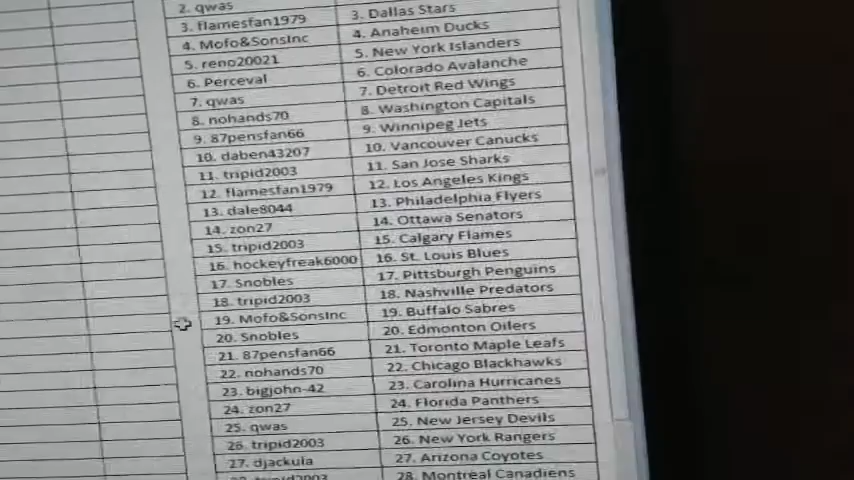 2. qwas
3. flamesfan1979 3. Dallas Stars
4. Mofo&SonsInc 4. Anaheim Ducks
5. reno20021 5. New York Islanders
6. Perceval 6. Colorado Avalanche
7. qwas 7. Detroit Red Wings
8. nohands70 8. Washington Capitals
9. 87pensfan66 9. Winnipeg Jets
10. daben43207 10. Vancouver Canucks
11. tripid2003 11. San Jose Sharks
12. flamesfan1979 12. Los Angeles Kings
13. dale8044 13. Philadelphia Flyers
14. zon27 14. Ottawa Senators
15. tripid2003 15. Calgary Flames
16. hockeyfreak6000 16. St. Louis Blues
17. Snobles 17. Pittsburgh Penguins
18. tripid2003 18. Nashville Predators
19. Mofo&SonsInc 19. Buffalo Sabres
20. Snobles 20. Edmonton Oilers
21. 87pensfan66 21. Toronto Maple Leafs
22. nohands70 22. Chicago Blackhawks
23. bigjohn-42 23. Carolina Hurricanes
24. zon27 24. Florida Panthers
25. qwas 25. New Jersey Devils
26. tripid2003 26. New York Rangers
27. djackula 27. Arizona Coyotes
28. tripid2003 28. Montreal Canadiens